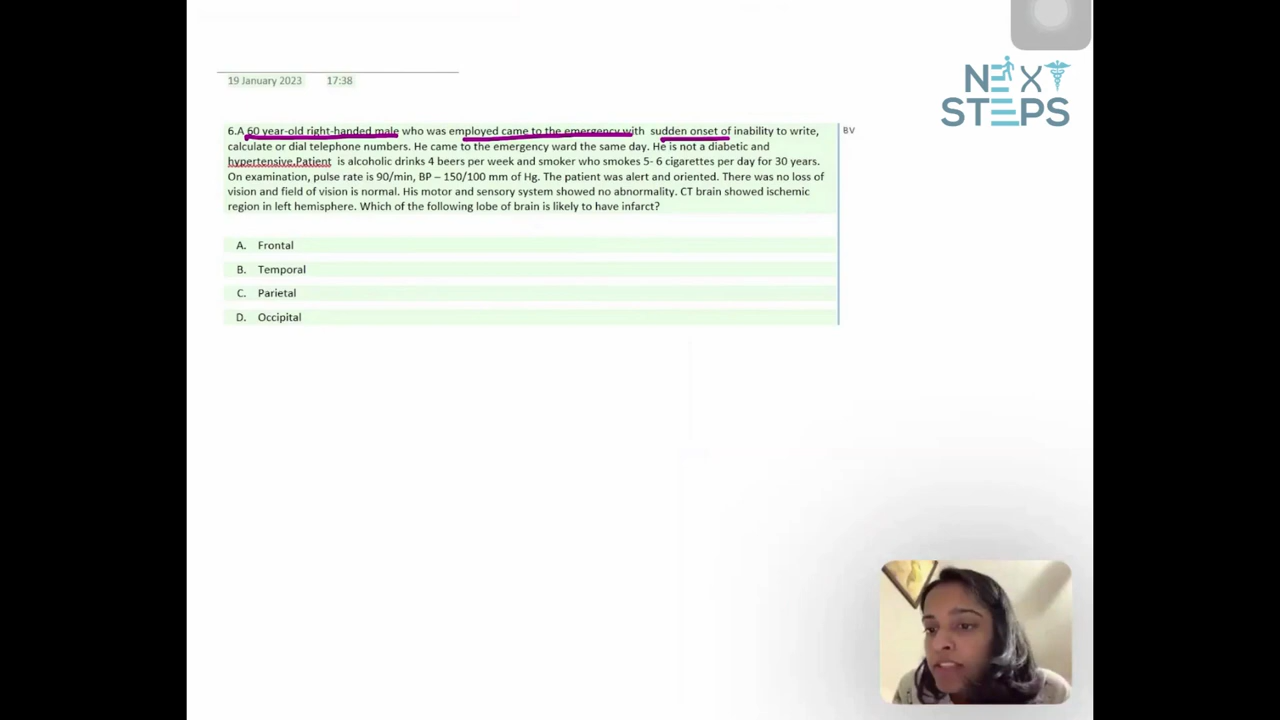 NEXT
STEPS
19 January 2023 17:38
6.A 60 year-old right-handed male who was employed came to the emergency with sudden onset of inability to write,
BV
calculate or dial telephone numbers. He came to the emergency ward the same day. He is not a diabetic and
hypertensive.Patient is alcoholic drinks 4 beers per week and smoker who smokes 5- 6 cigarettes per day for 30 years.
On examination, pulse rate is 90/min, BP – 150/100 mm of Hg. The patient was alert and oriented. There was no loss of
vision and field of vision is normal. His motor and sensory system showed no abnormality. CT brain showed ischemic
region in left hemisphere. Which of the following lobe of brain is likely to have infarct?
A. Frontal
B. Temporal
C. Parietal
D. Occipital